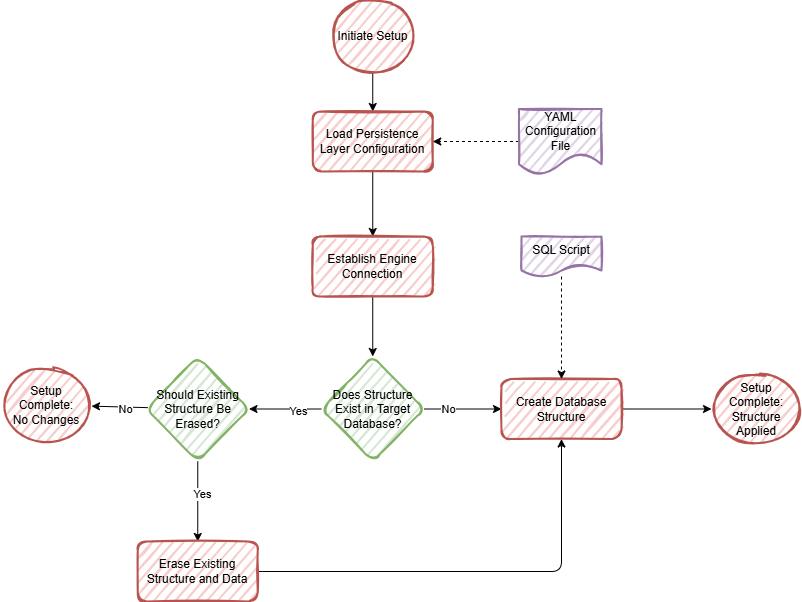 Initiate Setup
Load Persistence
Layer Configuration
YAML
Configuration
File
Establish Engine
Connection
SQL Script
Setup
Complete:
No Changes
No
Should Existing
Structure Be
Erased?
Yes
Does Structure
Exist in Target
Database?
No
Create Database
Structure
Setup
Complete:
Structure
Applied
Yes
Erase Existing
Structure and Data